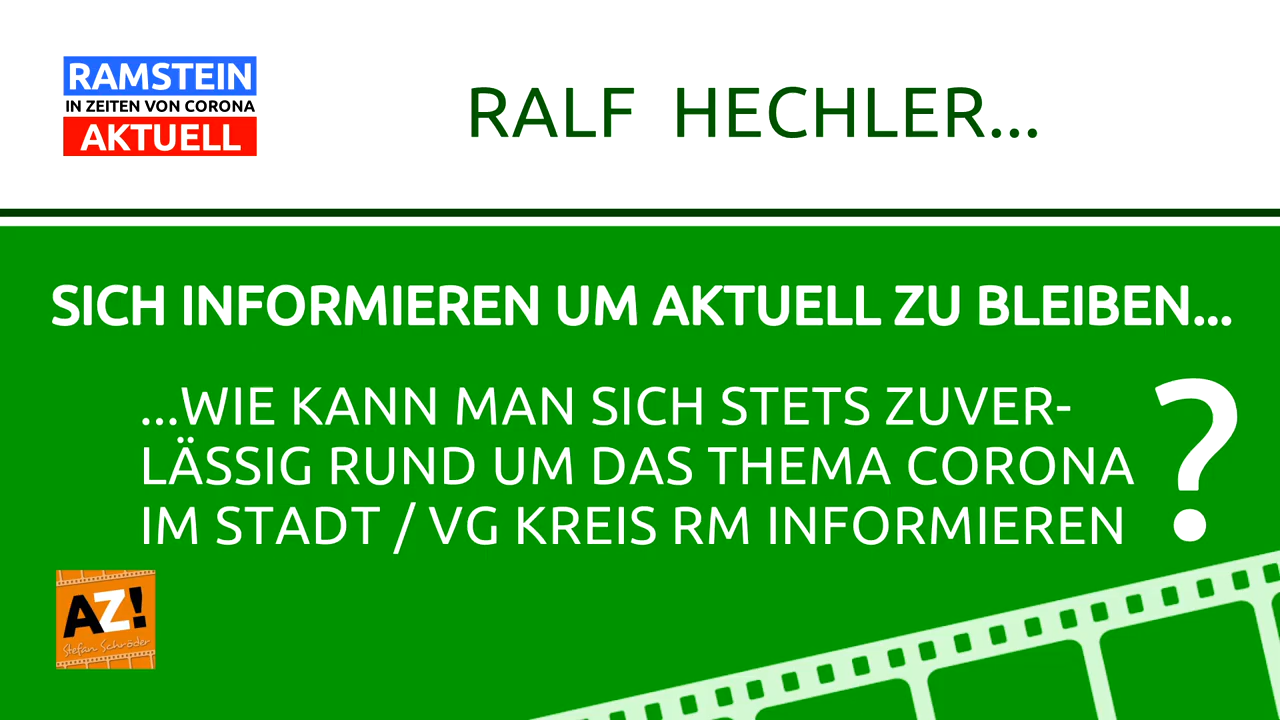 RAMSTEIN
IN ZEITEN VON CORONA
AKTUELL
RALF HECHLER...
SICH INFORMIEREN UM AKTUELL ZU BLEIBEN...
...WIE KANN MAN SICH STETS ZUVER-
LÄSSIG RUND UM DAS THEMA CORONA
IM STADT / VG KREIS RM INFORMIEREN
?
AZ!
Stefan Schröder